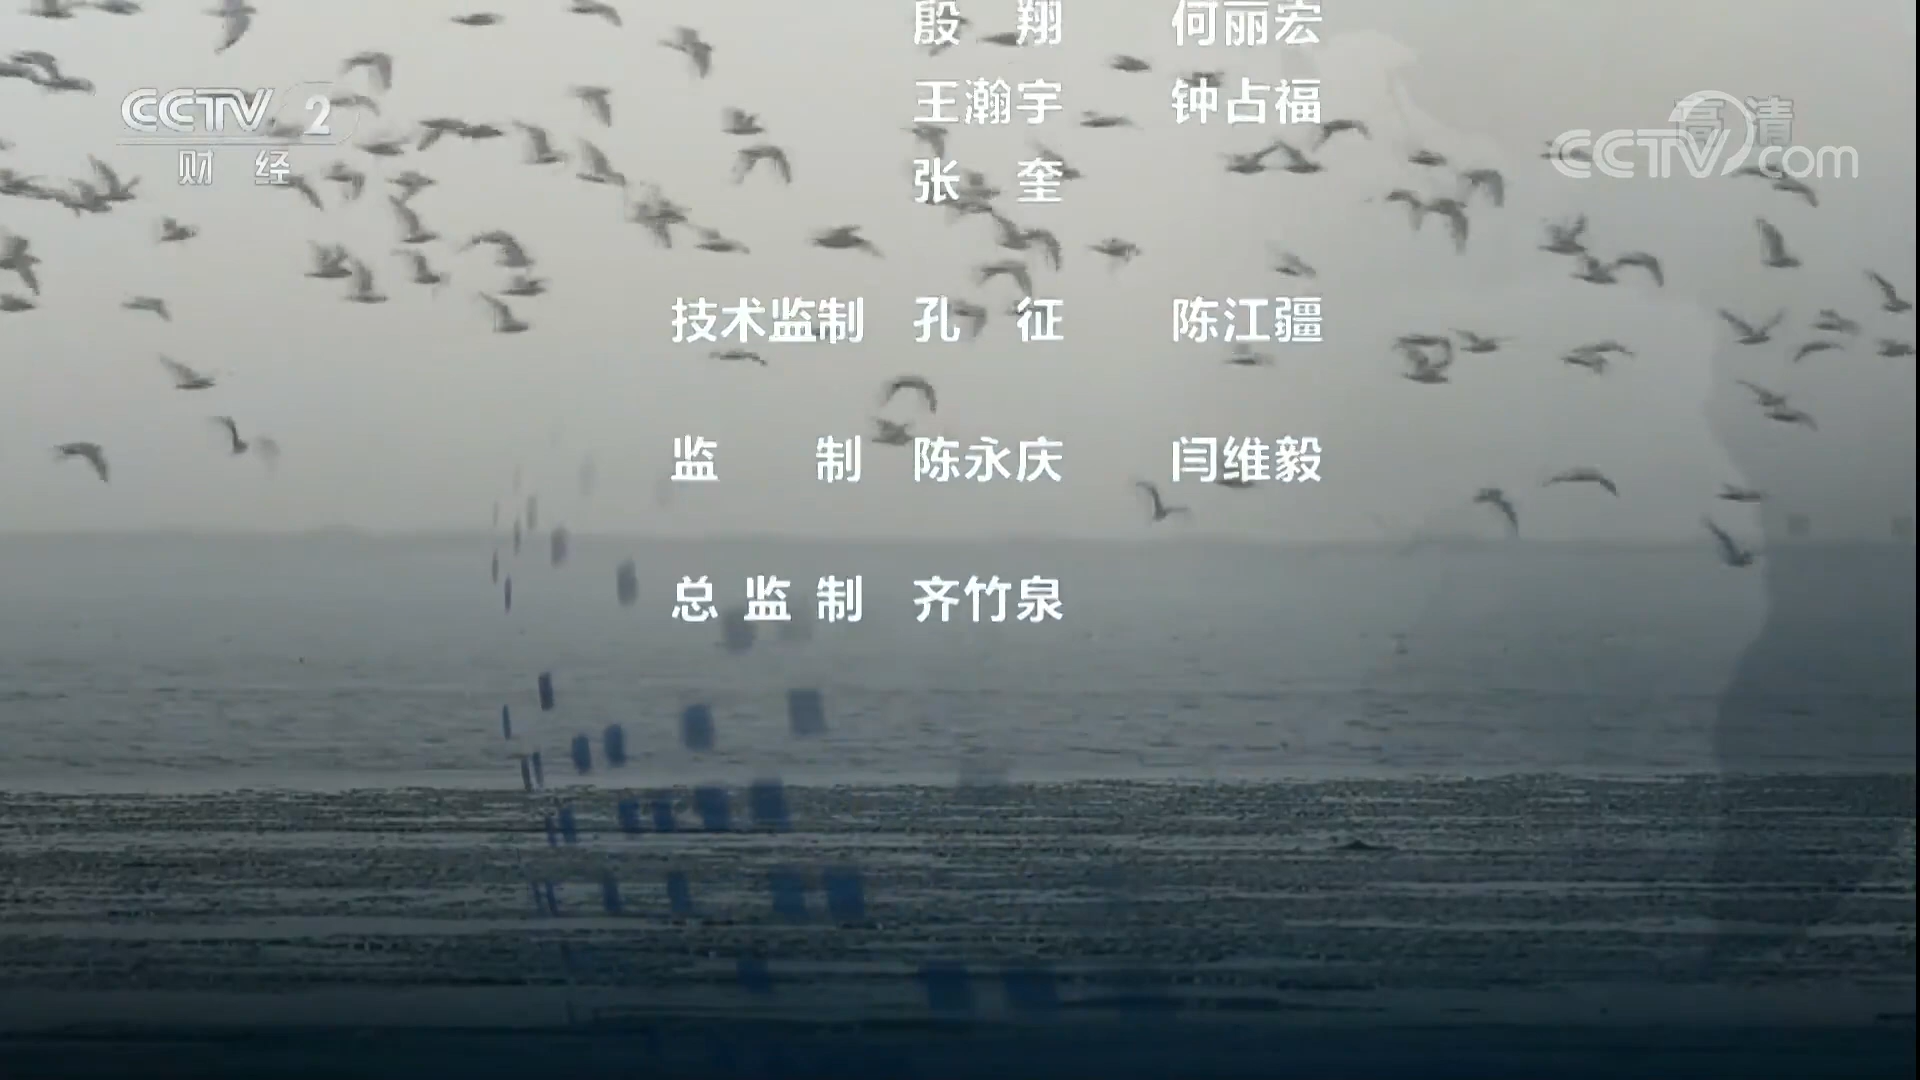 殷 翔 何丽宏
CCTV 2 财经
王瀚宇 钟占福
高清 CCTV.com
张 奎
技术监制 孔 征 陈江疆
监 制 陈永庆 闫维毅
总监制 齐竹泉